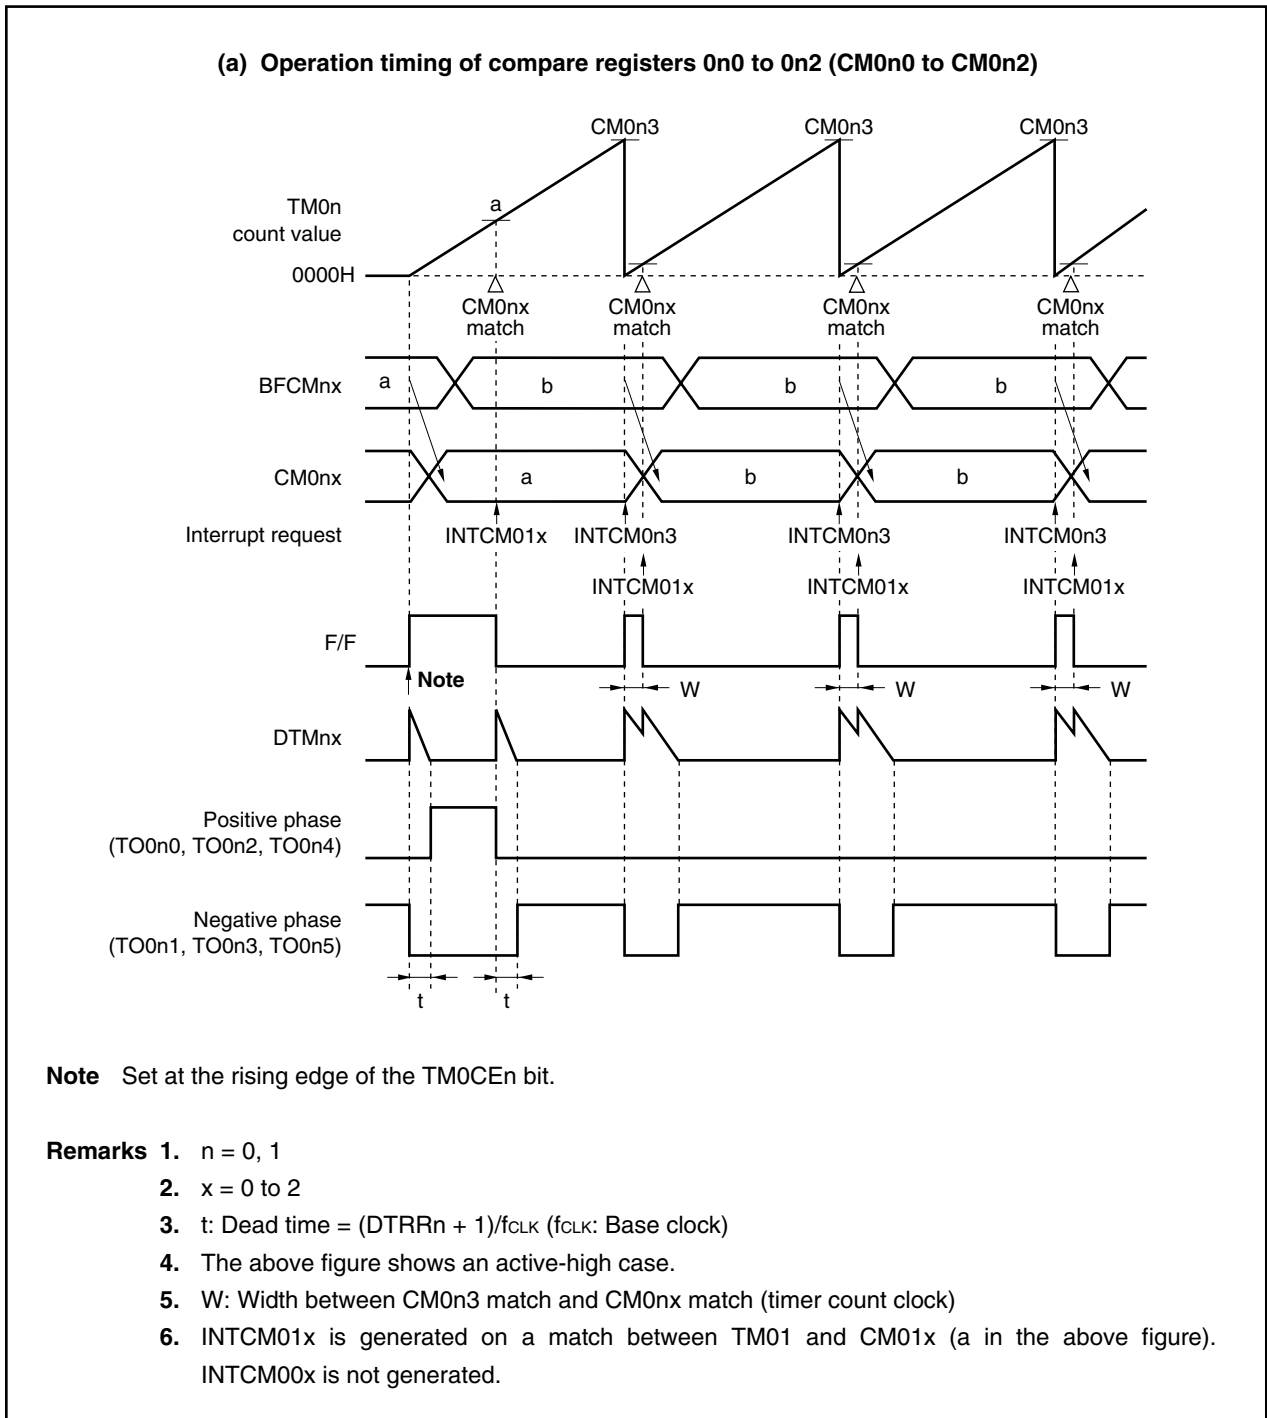 (a) Operation timing of compare registers 0n0 to 0n2 (CM0n0 to CM0n2)
CM0n3 CM0n3 CM0n3
TM0n
count value
a
0000H
CM0nx
match
CM0nx
match
CM0nx
match
CM0nx
match
BFCMnx a b b b
CM0nx a b b
Interrupt request INTCM01x INTCM0n3 INTCM0n3 INTCM0n3
INTCM01x INTCM01x INTCM01x
F/F
Note W W W
DTMnx
Positive phase
(TO0n0, TO0n2, TO0n4)
Negative phase
(TO0n1, TO0n3, TO0n5)
t t
Note Set at the rising edge of the TM0CEn bit.
Remarks 1. n = 0, 1
2. x = 0 to 2
3. t: Dead time = (DTRRn + 1)/fCLK (fCLK: Base clock)
4. The above figure shows an active-high case.
5. W: Width between CM0n3 match and CM0nx match (timer count clock)
6. INTCM01x is generated on a match between TM01 and CM01x (a in the above figure).
INTCM00x is not generated.